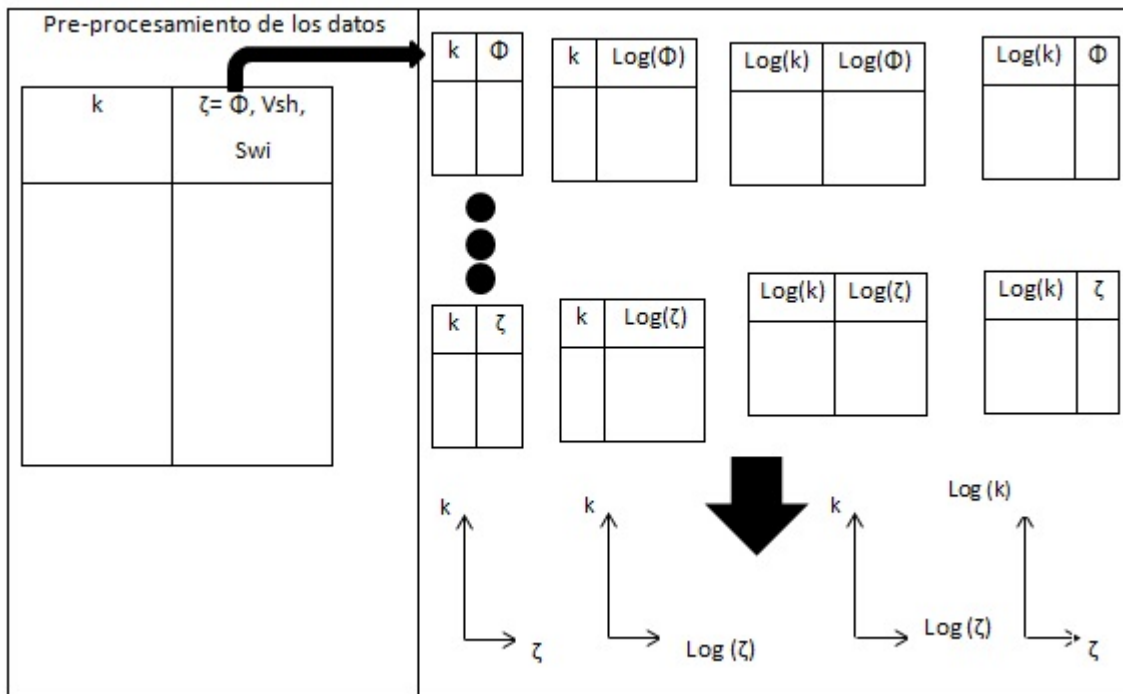 Pre-procesamiento de los datos
k
ζ= Φ, Vsh,
Swi
k Φ
k Log(Φ)
Log(k) Log(Φ)
Log(k) Φ
k ζ
k Log(ζ)
Log(k) Log(ζ)
Log(k) ζ
k
ζ
k
Log (ζ)
k
Log (ζ)
Log (k)
ζ